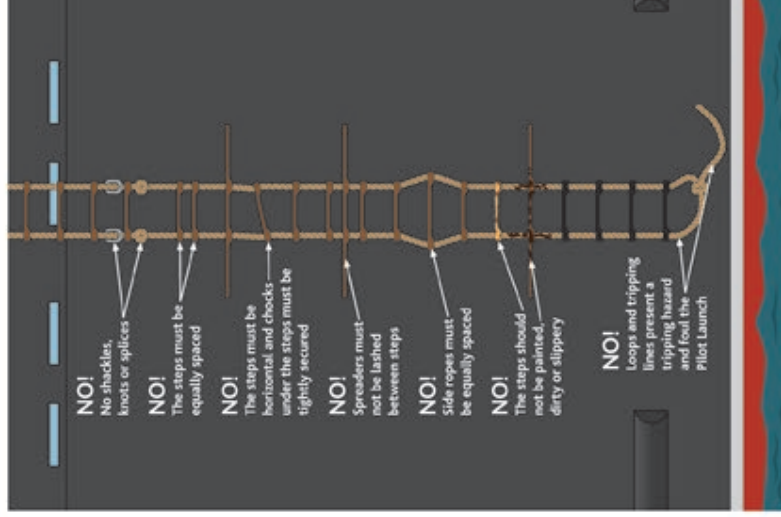 NO!
No shackles,
knots or splices
NO!
The steps must be
equally spaced
NO!
The steps must be
horizontal and chocks
under the steps must be
tightly secured
NO!
Spreaders must
not be lashed
between steps
NO!
Side ropes must
be equally spaced
NO!
The steps should
not be painted,
dirty or slippery
NO!
Loops and tripping
lines present a
tripping hazard
and foul the
Pilot Launch